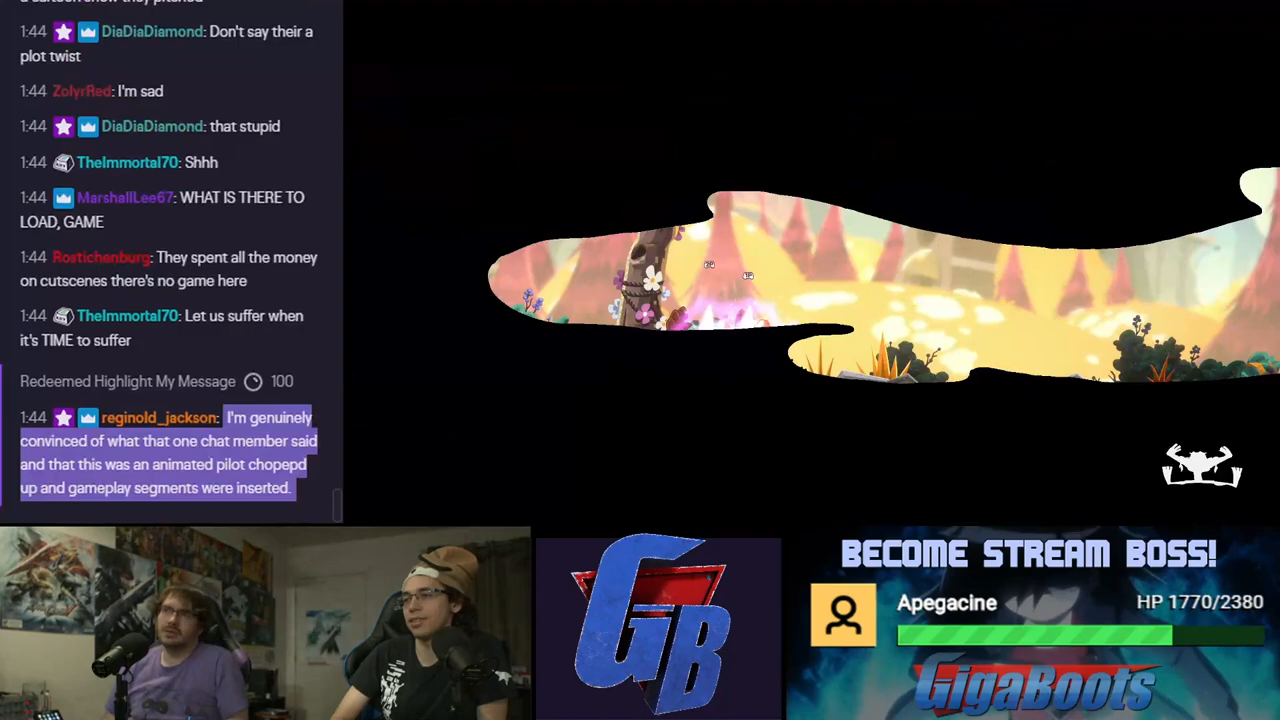 1:44 DiaDiaDiamond: Don't say their a
plot twist
1:44 ZolyrRed: I'm sad
1:44 DiaDiaDiamond: that stupid
1:44 TheImmortal70: Shhh
1:44 MarshallLee67: WHAT IS THERE TO
LOAD, GAME
1:44 Rostichanburg: They spent all the money
on cutscenes there's no game here
1:44 TheImmortal70: Let us suffer when
it's TIME to suffer
Redeemed Highlight My Message 100
1:44 reginold_jackson: I'm genuinely
convinced of what that one chat member said
and that this was an animated pilot chopepd
up and gameplay segments were inserted.
GB
BECOME STREAM BOSS!
Apegacine HP 1770/2380
GIGABOOTS